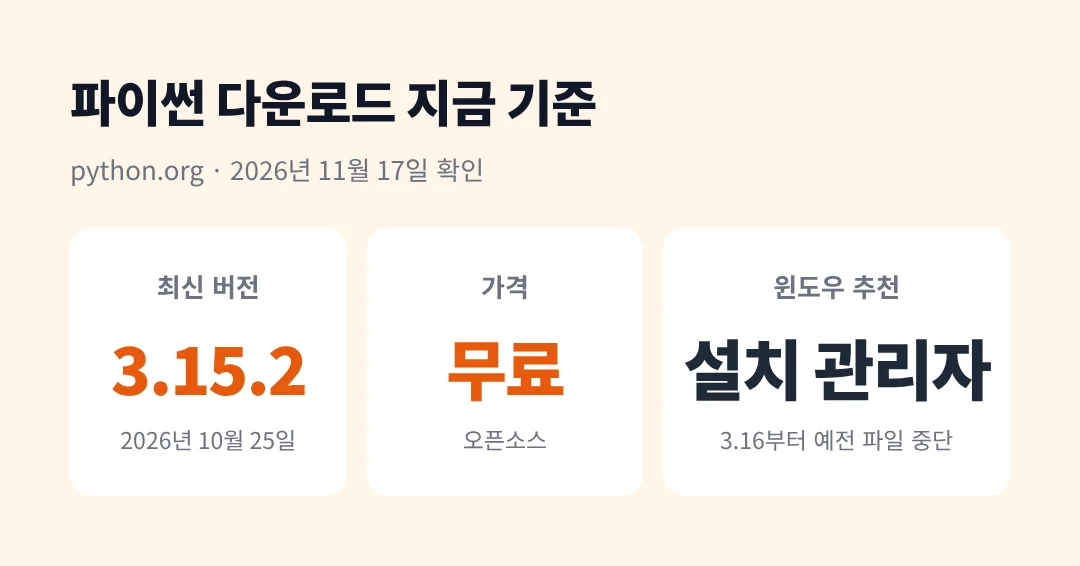 파이썬 다운로드 지금 기준
python.org · 2026년 11월 17일 확인
최신 버전
3.15.2
2026년 10월 25일
가격
무료
오픈소스
윈도우 추천
설치 관리자
3.16부터 예전 파일 중단